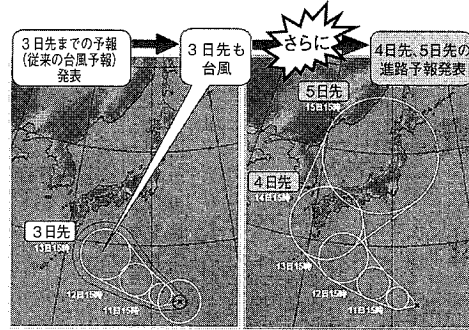 3日先までの予報
(従来の台風予報)
発表
3日先も
台風
さらに
4日先、5日先の
進路予報発表
3日先
13日15時
12日15時
11日15時
5日先
15日15時
4日先
14日15時
13日15時
12日15時
11日15時